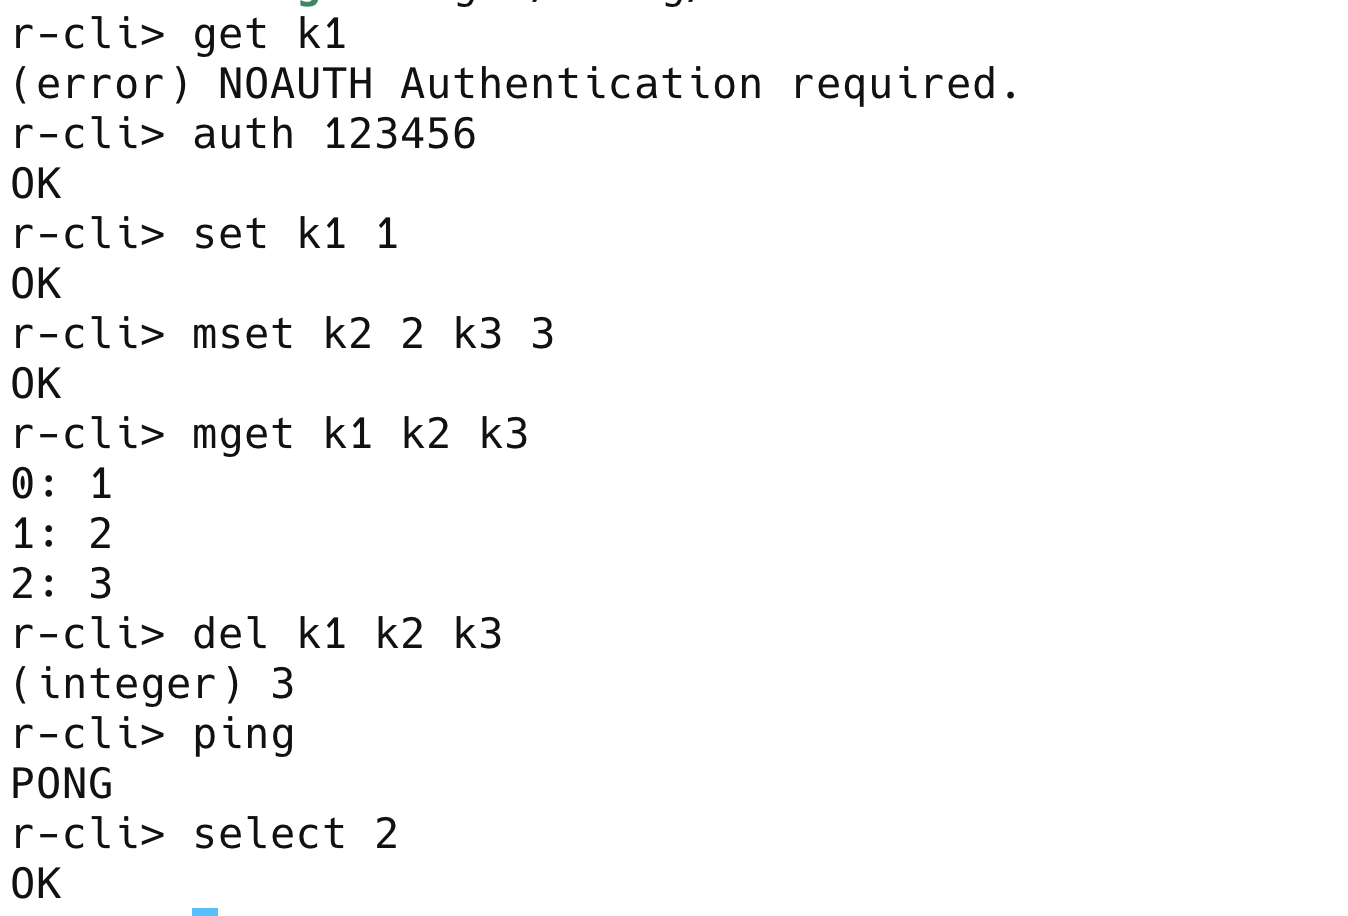 r-cli> get k1
(error) NOAUTH Authentication required.
r-cli> auth 123456
OK
r-cli> set k1 1
OK
r-cli> mset k2 2 k3 3
OK
r-cli> mget k1 k2 k3
0: 1
1: 2
2: 3
r-cli> del k1 k2 k3
(integer) 3
r-cli> ping
PONG
r-cli> select 2
OK